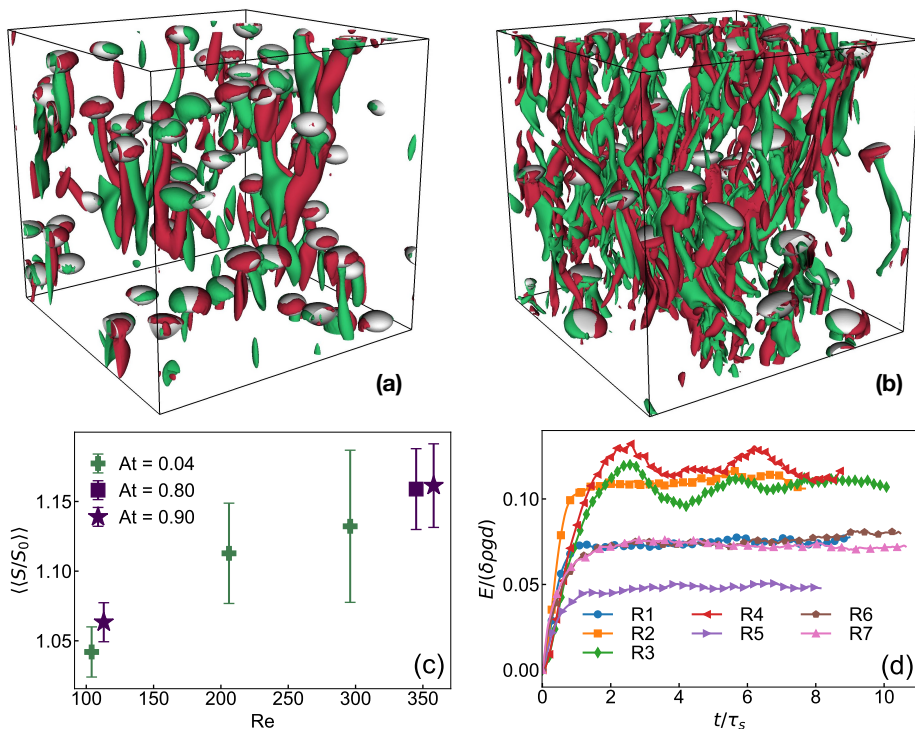 (a)
(b)
⟨⟨S/S₀⟩⟩
1.15
1.10
1.05
At = 0.04
At = 0.80
At = 0.90
(c)
100 150 200 250 300 350
Re
E/(δρgd)
0.10
0.05
0.00
R1 R4 R6
R2 R5 R7
R3
(d)
0 2 4 6 8 10
t/τₛ